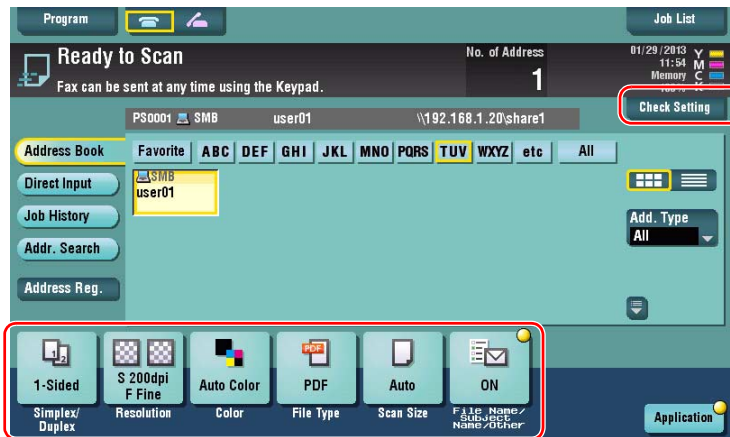 Program
Job List
Ready to Scan
Fax can be sent at any time using the Keypad.
No. of Address
1
01/29/2013
11:54
Memory
100%
Y
M
C
K
Check Setting
PS0001 SMB user01 \\192.168.1.20\share1
Address Book
Favorite ABC DEF GHI JKL MNO PQRS TUV WXYZ etc All
SMB
user01
Direct Input
Job History
Addr. Search
Address Reg.
Add. Type
All
1 2
1-Sided
Simplex/
Duplex
S 200dpi
F Fine
Resolution
Auto Color
Color
PDF
PDF
File Type
Auto
Scan Size
ON
File Name/
Subject
Name/Other
Application